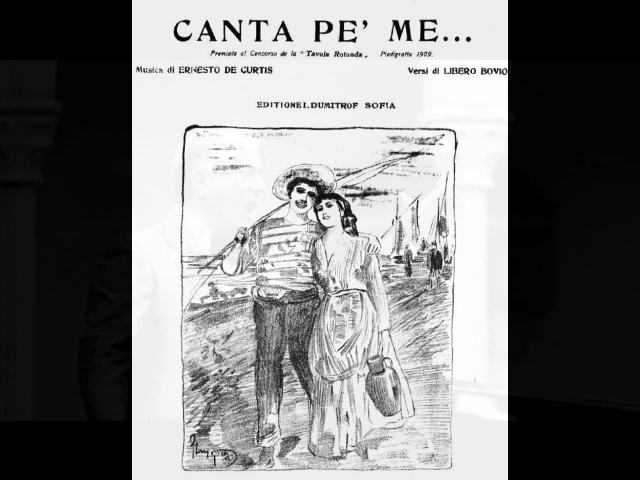 CANTA PE' ME...
Premiata al Concorso de la "Tavola Rotonda„ Piedigrotta 1909.
Musica di ERNESTO DE CURTIS Versi di LIBERO BOVIO
EDITION E I. DUMITROF SOFIA